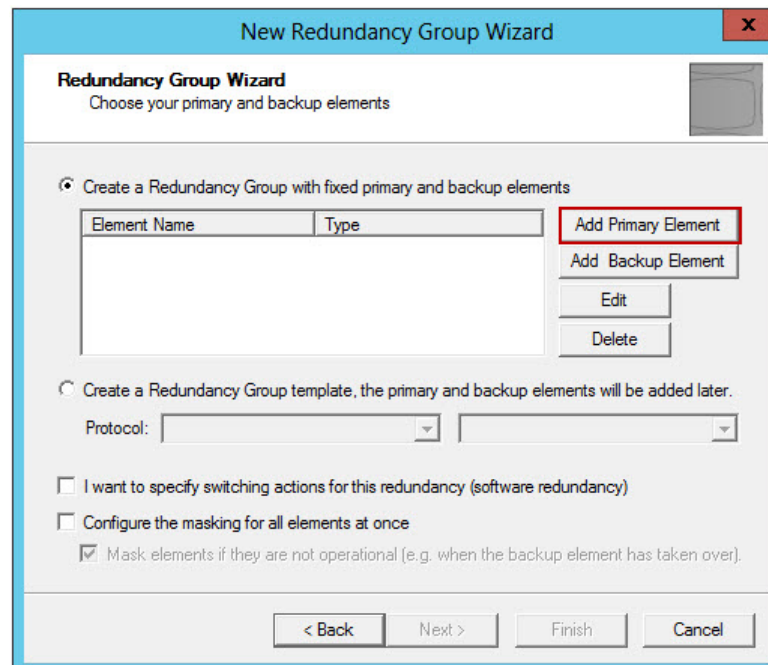 New Redundancy Group Wizard
x
Redundancy Group Wizard
Choose your primary and backup elements
Create a Redundancy Group with fixed primary and backup elements
Element Name Type
Add Primary Element
Add Backup Element
Edit
Delete
Create a Redundancy Group template, the primary and backup elements will be added later.
Protocol:
I want to specify switching actions for this redundancy (software redundancy)
Configure the masking for all elements at once
Mask elements if they are not operational (e.g. when the backup element has taken over).
< Back Next > Finish Cancel